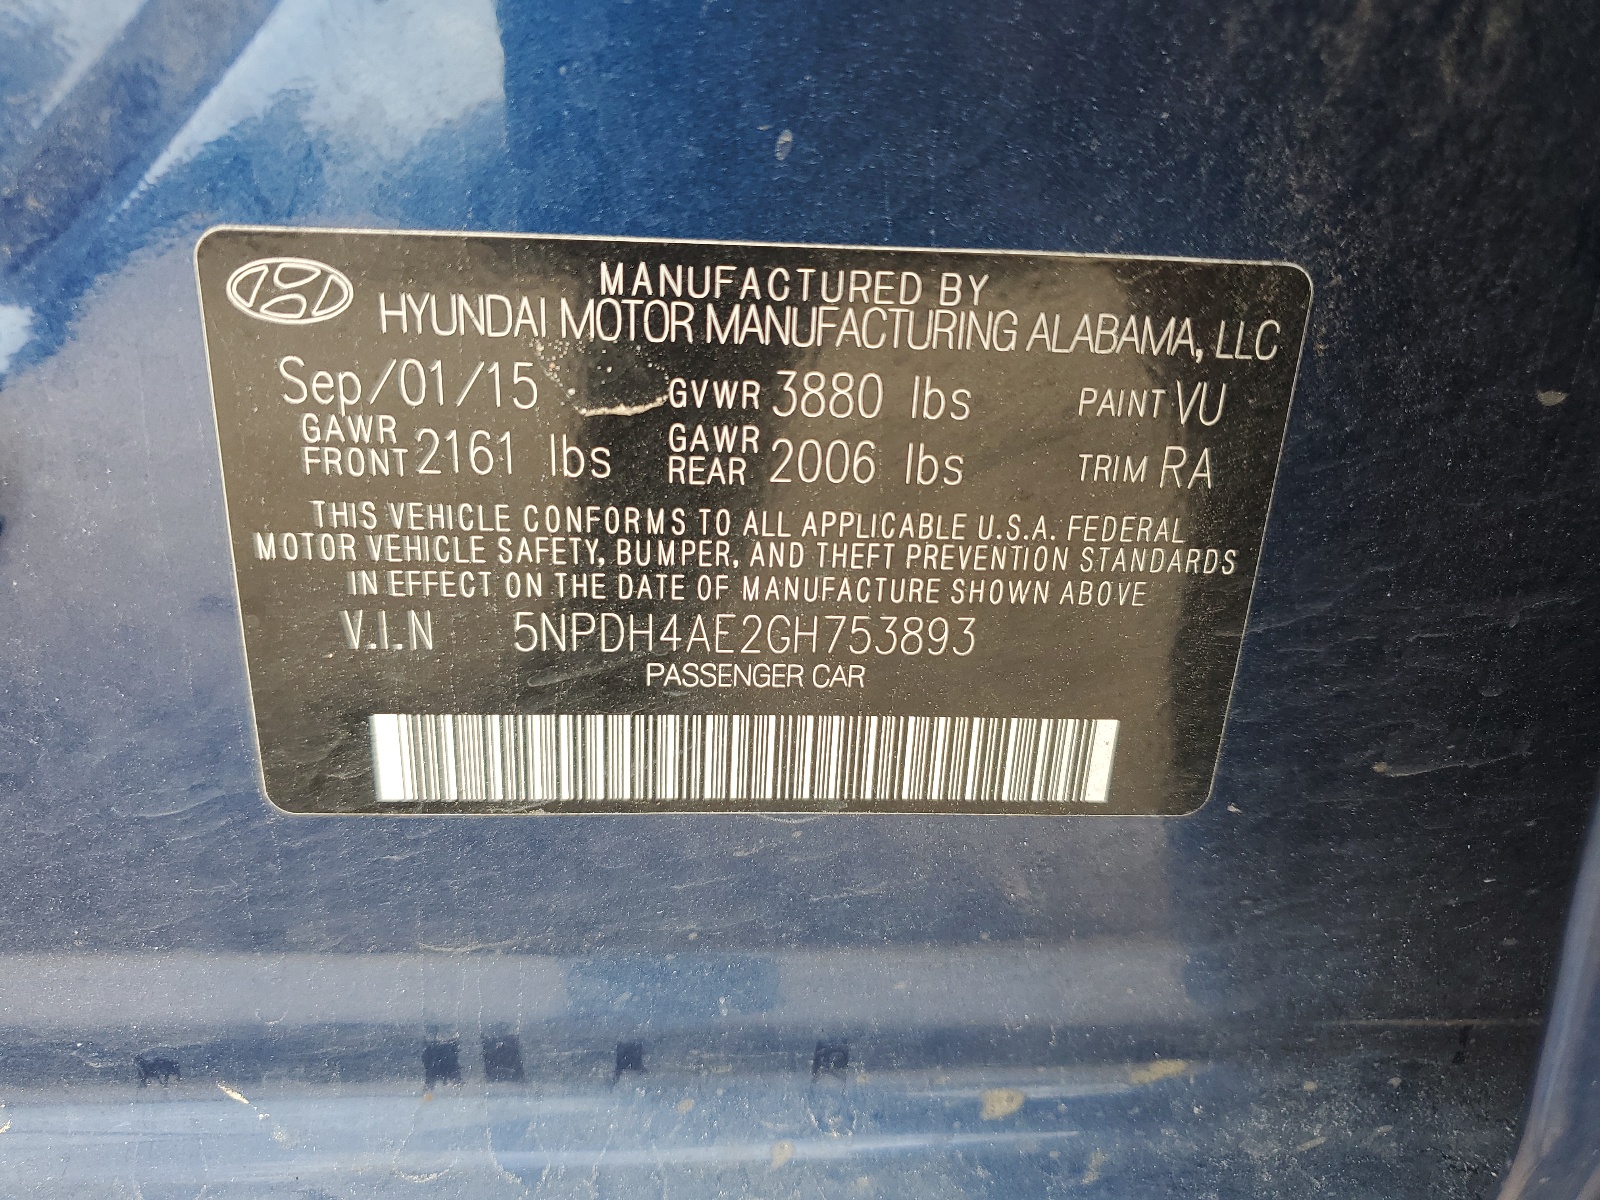 MANUFACTURED BY
HYUNDAI MOTOR MANUFACTURING ALABAMA, LLC
Sep/01/15 GVWR 3880 lbs PAINT VU
GAWR FRONT 2161 lbs GAWR REAR 2006 lbs TRIM RA
THIS VEHICLE CONFORMS TO ALL APPLICABLE U.S.A. FEDERAL
MOTOR VEHICLE SAFETY, BUMPER, AND THEFT PREVENTION STANDARDS
IN EFFECT ON THE DATE OF MANUFACTURE SHOWN ABOVE
V.I.N 5NPDH4AE2GH753893
PASSENGER CAR